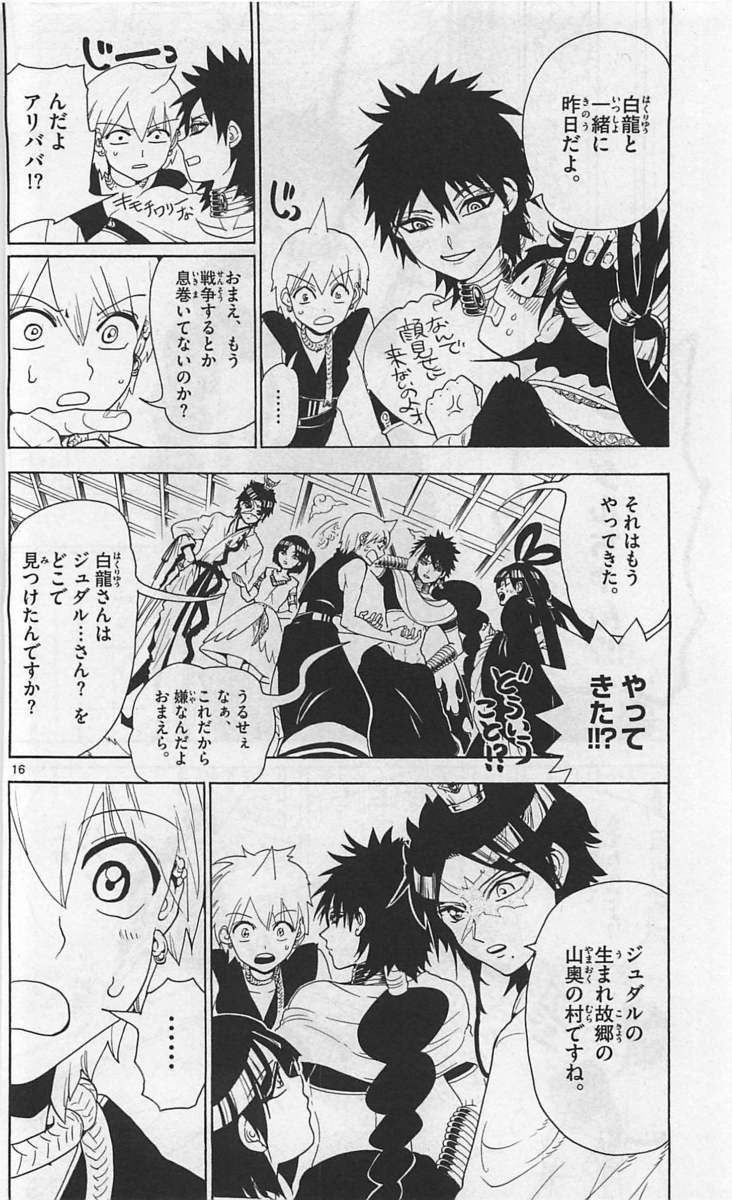 白龍と
一緒に
昨日だよ。
なんで
顔見せに
来ないのよォ
じっ
……
じーっ
んだよ
アリババ!?
キモチワリーな
おまえ、もう
戦争するとか
息巻いてないのか？
それはもう
やってきた。
やって
きた!!?
どういう
こと!?
うるせぇ
なぁ、
これだから
嫌なんだよ
おまえら。
白龍さんは
ジュダル…さん？を
どこで
見つけたんですか？
16
ジュダルの
生まれ故郷の
山奥の村ですね。
……